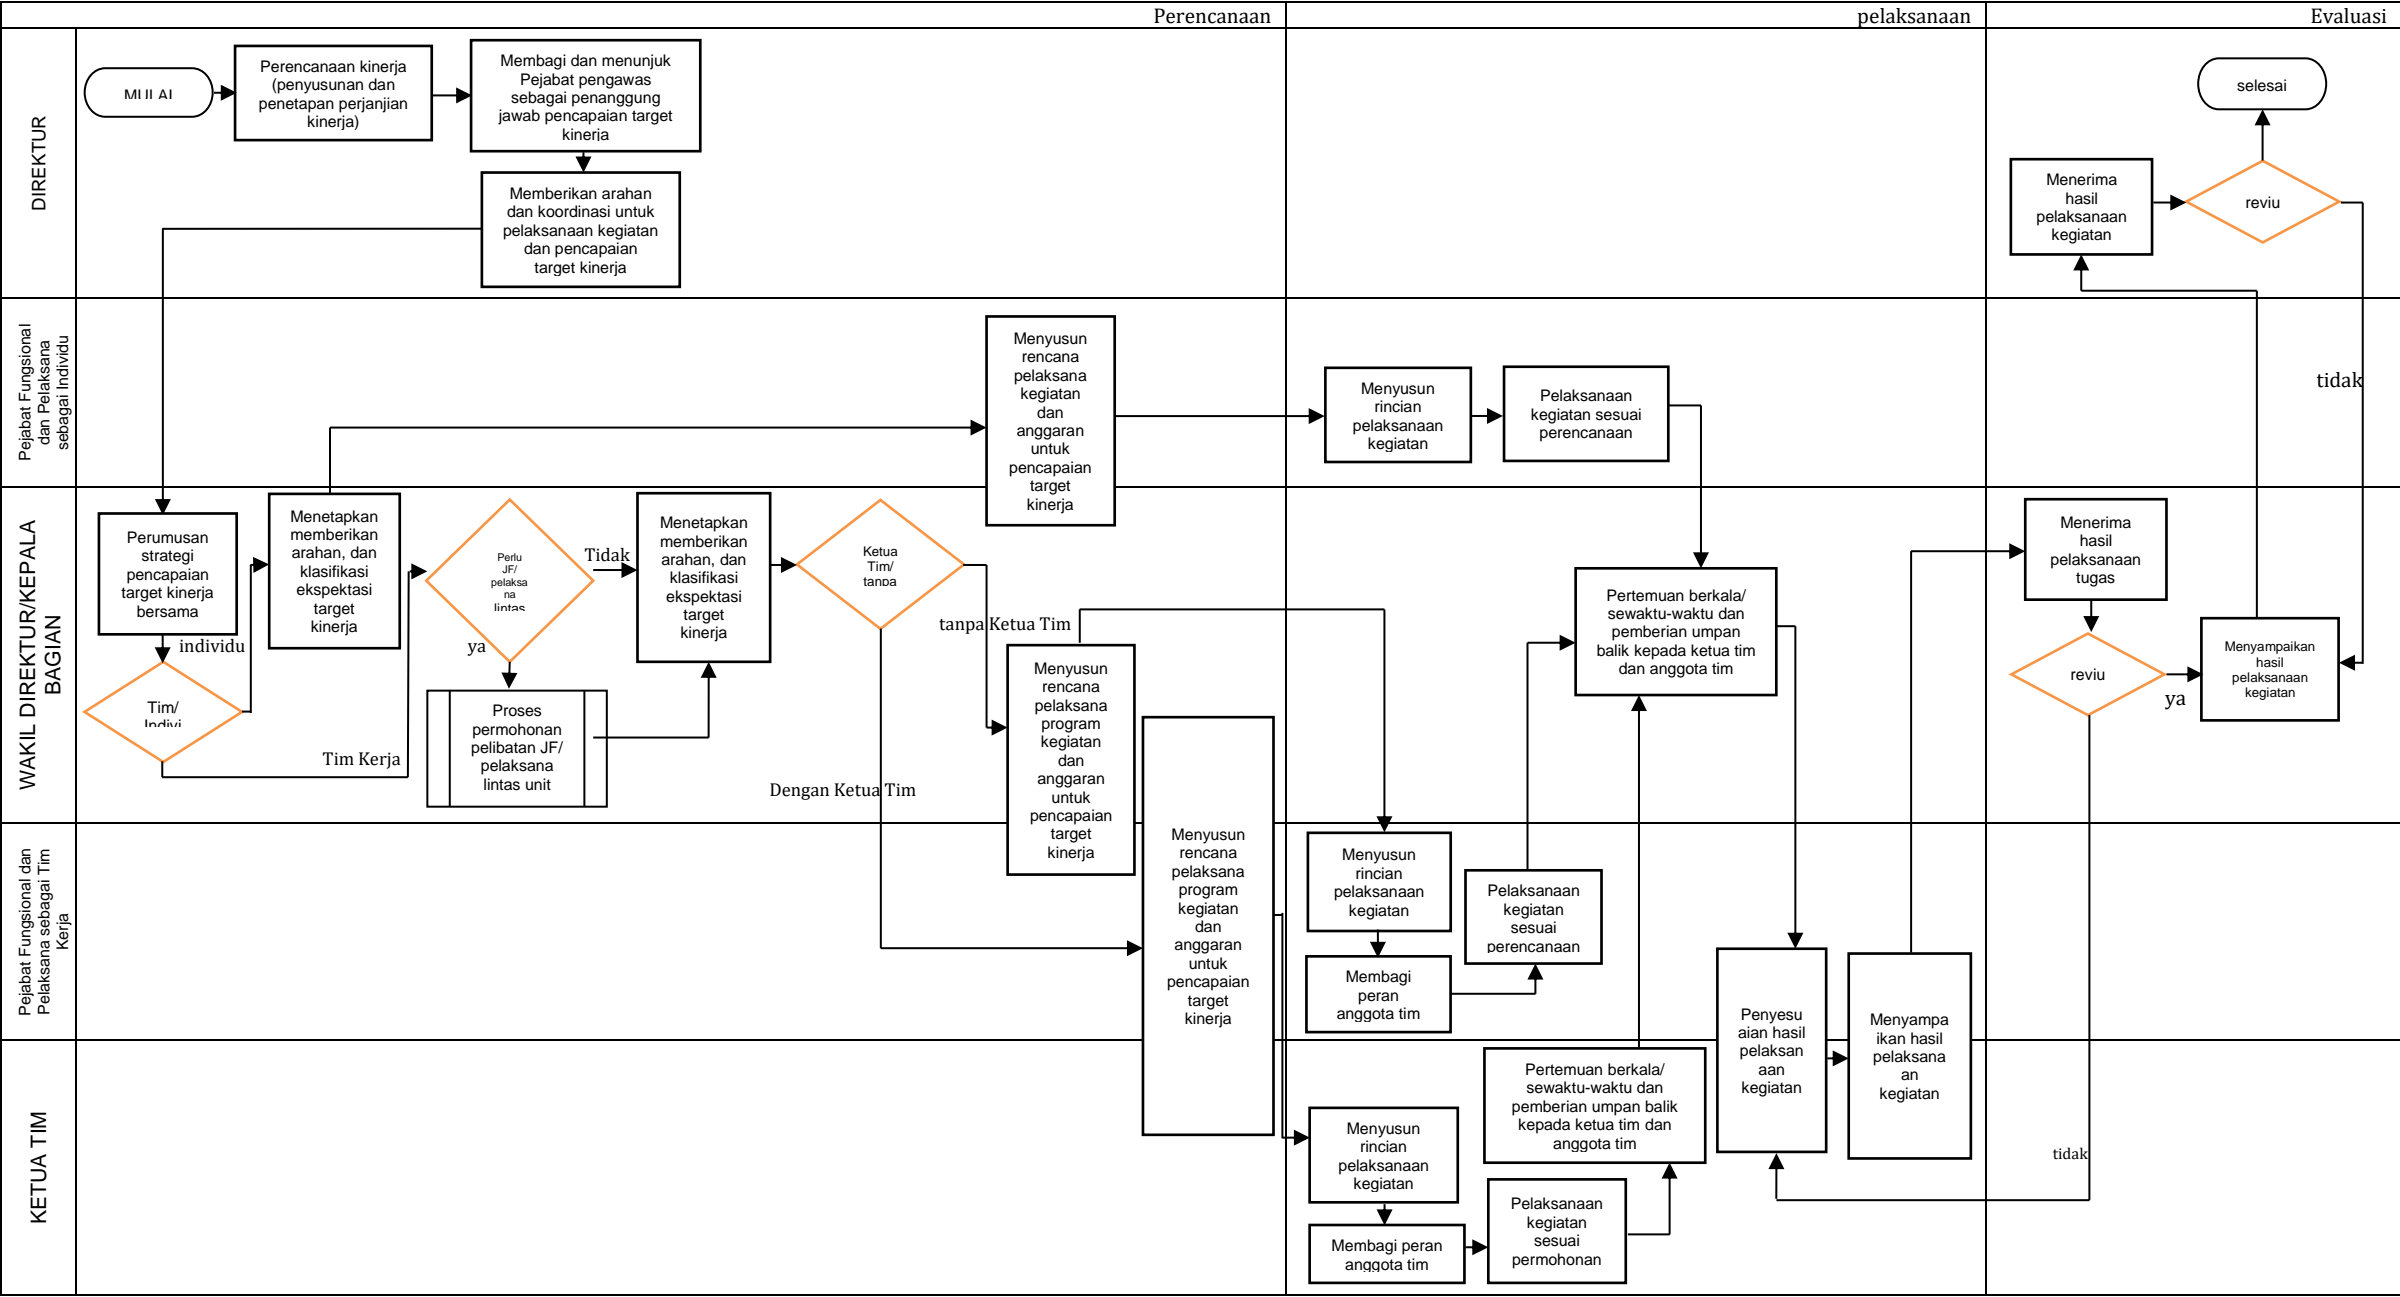 Perencanaan
pelaksanaan
Evaluasi
DIREKTUR
Perencanaan kinerja
(penyusunan dan
penetapan perjanjian
kinerja)
Membagi dan menunjuk
Pejabat pengawas
sebagai penanggung
jawab pencapaian target
kinerja
Memberikan arahan
dan koordinasi untuk
pelaksanaan kegiatan
dan pencapaian
target kinerja
Menerima
hasil
pelaksanaan
kegiatan
reviu
selesai
Pejabat Fungsional
dan Pelaksana
sebagai Individu
Menyusun
rencana
pelaksana
kegiatan
dan
anggaran
untuk
pencapaian
target
kinerja
Menyusun
rincian
pelaksanaan
kegiatan
Pelaksanaan
kegiatan sesuai
perencanaan
tidak
WAKIL DIREKTUR/KEPALA
BAGIAN
Perumusan
strategi
pencapaian
target kinerja
bersama
individu
Tim/
Tim Kerja
Menetapkan
memberikan
arahan, dan
klasifikasi
ekspektasi
target
kinerja
Perlu
JF/
pelaksa
na
lintas
Tidak
ya
Proses
permohonan
pelibatan JF/
pelaksana
lintas unit
Menetapkan
memberikan
arahan, dan
klasifikasi
ekspektasi
target
kinerja
Ketua
Tim/
tanpa
tanpa Ketua Tim
Dengan Ketua Tim
Menyusun
rencana
pelaksana
program
kegiatan
dan
anggaran
untuk
pencapaian
target
kinerja
Menyusun
rencana
pelaksana
program
kegiatan
dan
anggaran
untuk
pencapaian
target
kinerja
Pertemuan berkala/
sewaktu-waktu dan
pemberian umpan
balik kepada ketua tim
dan anggota tim
Menerima
hasil
pelaksanaan
tugas
reviu
ya
Menyampaikan
hasil
pelaksanaan
kegiatan
Pejabat Fungsional dan
Pelaksana sebagai Tim
Kerja
Menyusun
rincian
pelaksanaan
kegiatan
Membagi
peran
anggota tim
Pelaksanaan
kegiatan
sesuai
perencanaan
Penyesu
aian hasil
pelaksan
aan
kegiatan
Menyampa
ikan hasil
pelaksana
an
kegiatan
KETUA TIM
Menyusun
rincian
pelaksanaan
kegiatan
Membagi peran
anggota tim
Pelaksanaan
kegiatan
sesuai
permohonan
Pertemuan berkala/
sewaktu-waktu dan
pemberian umpan balik
kepada ketua tim dan
anggota tim
tidak